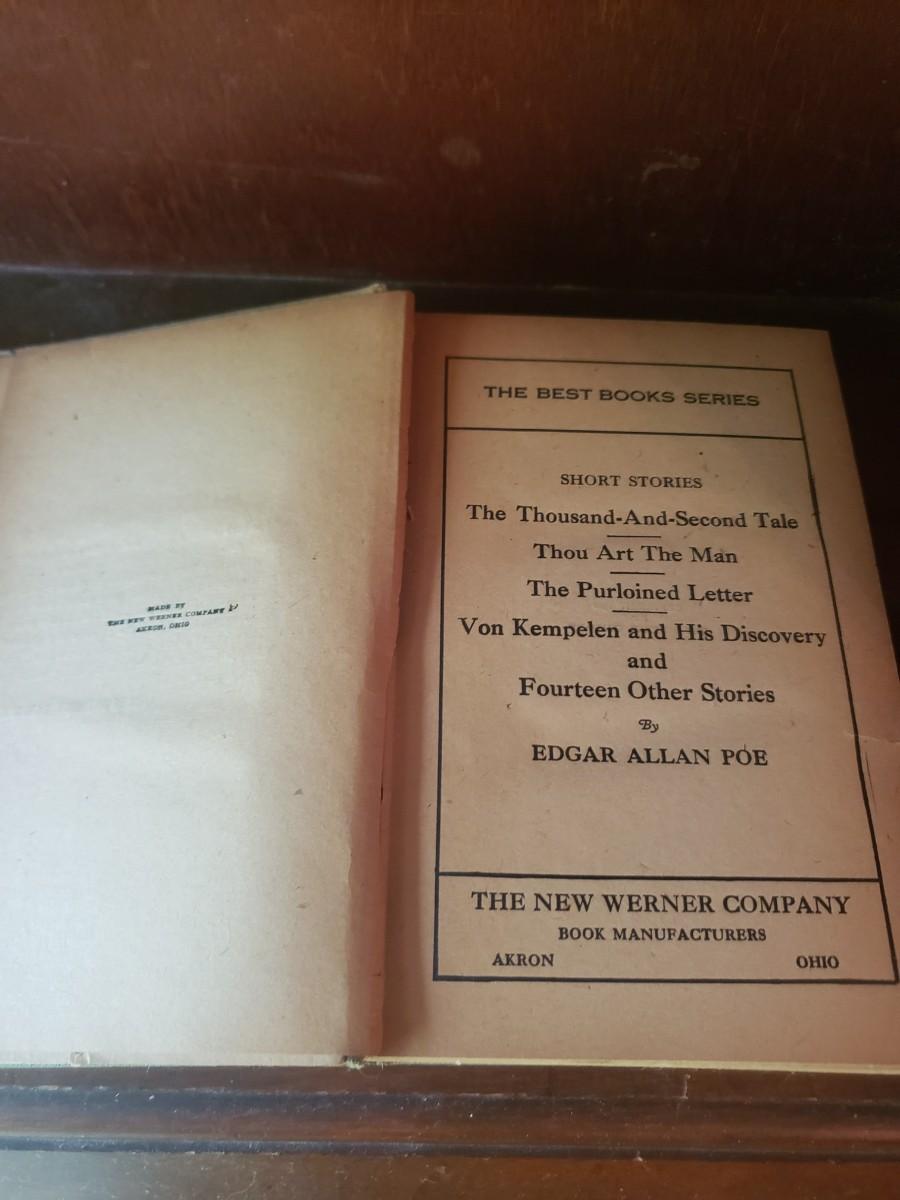 MADE BY
THE NEW WERNER COMPANY
AKRON, OHIO
THE BEST BOOKS SERIES
SHORT STORIES
The Thousand-And-Second Tale
Thou Art The Man
The Purloined Letter
Von Kempelen and His Discovery
and
Fourteen Other Stories
By
EDGAR ALLAN POE
THE NEW WERNER COMPANY
BOOK MANUFACTURERS
AKRON OHIO